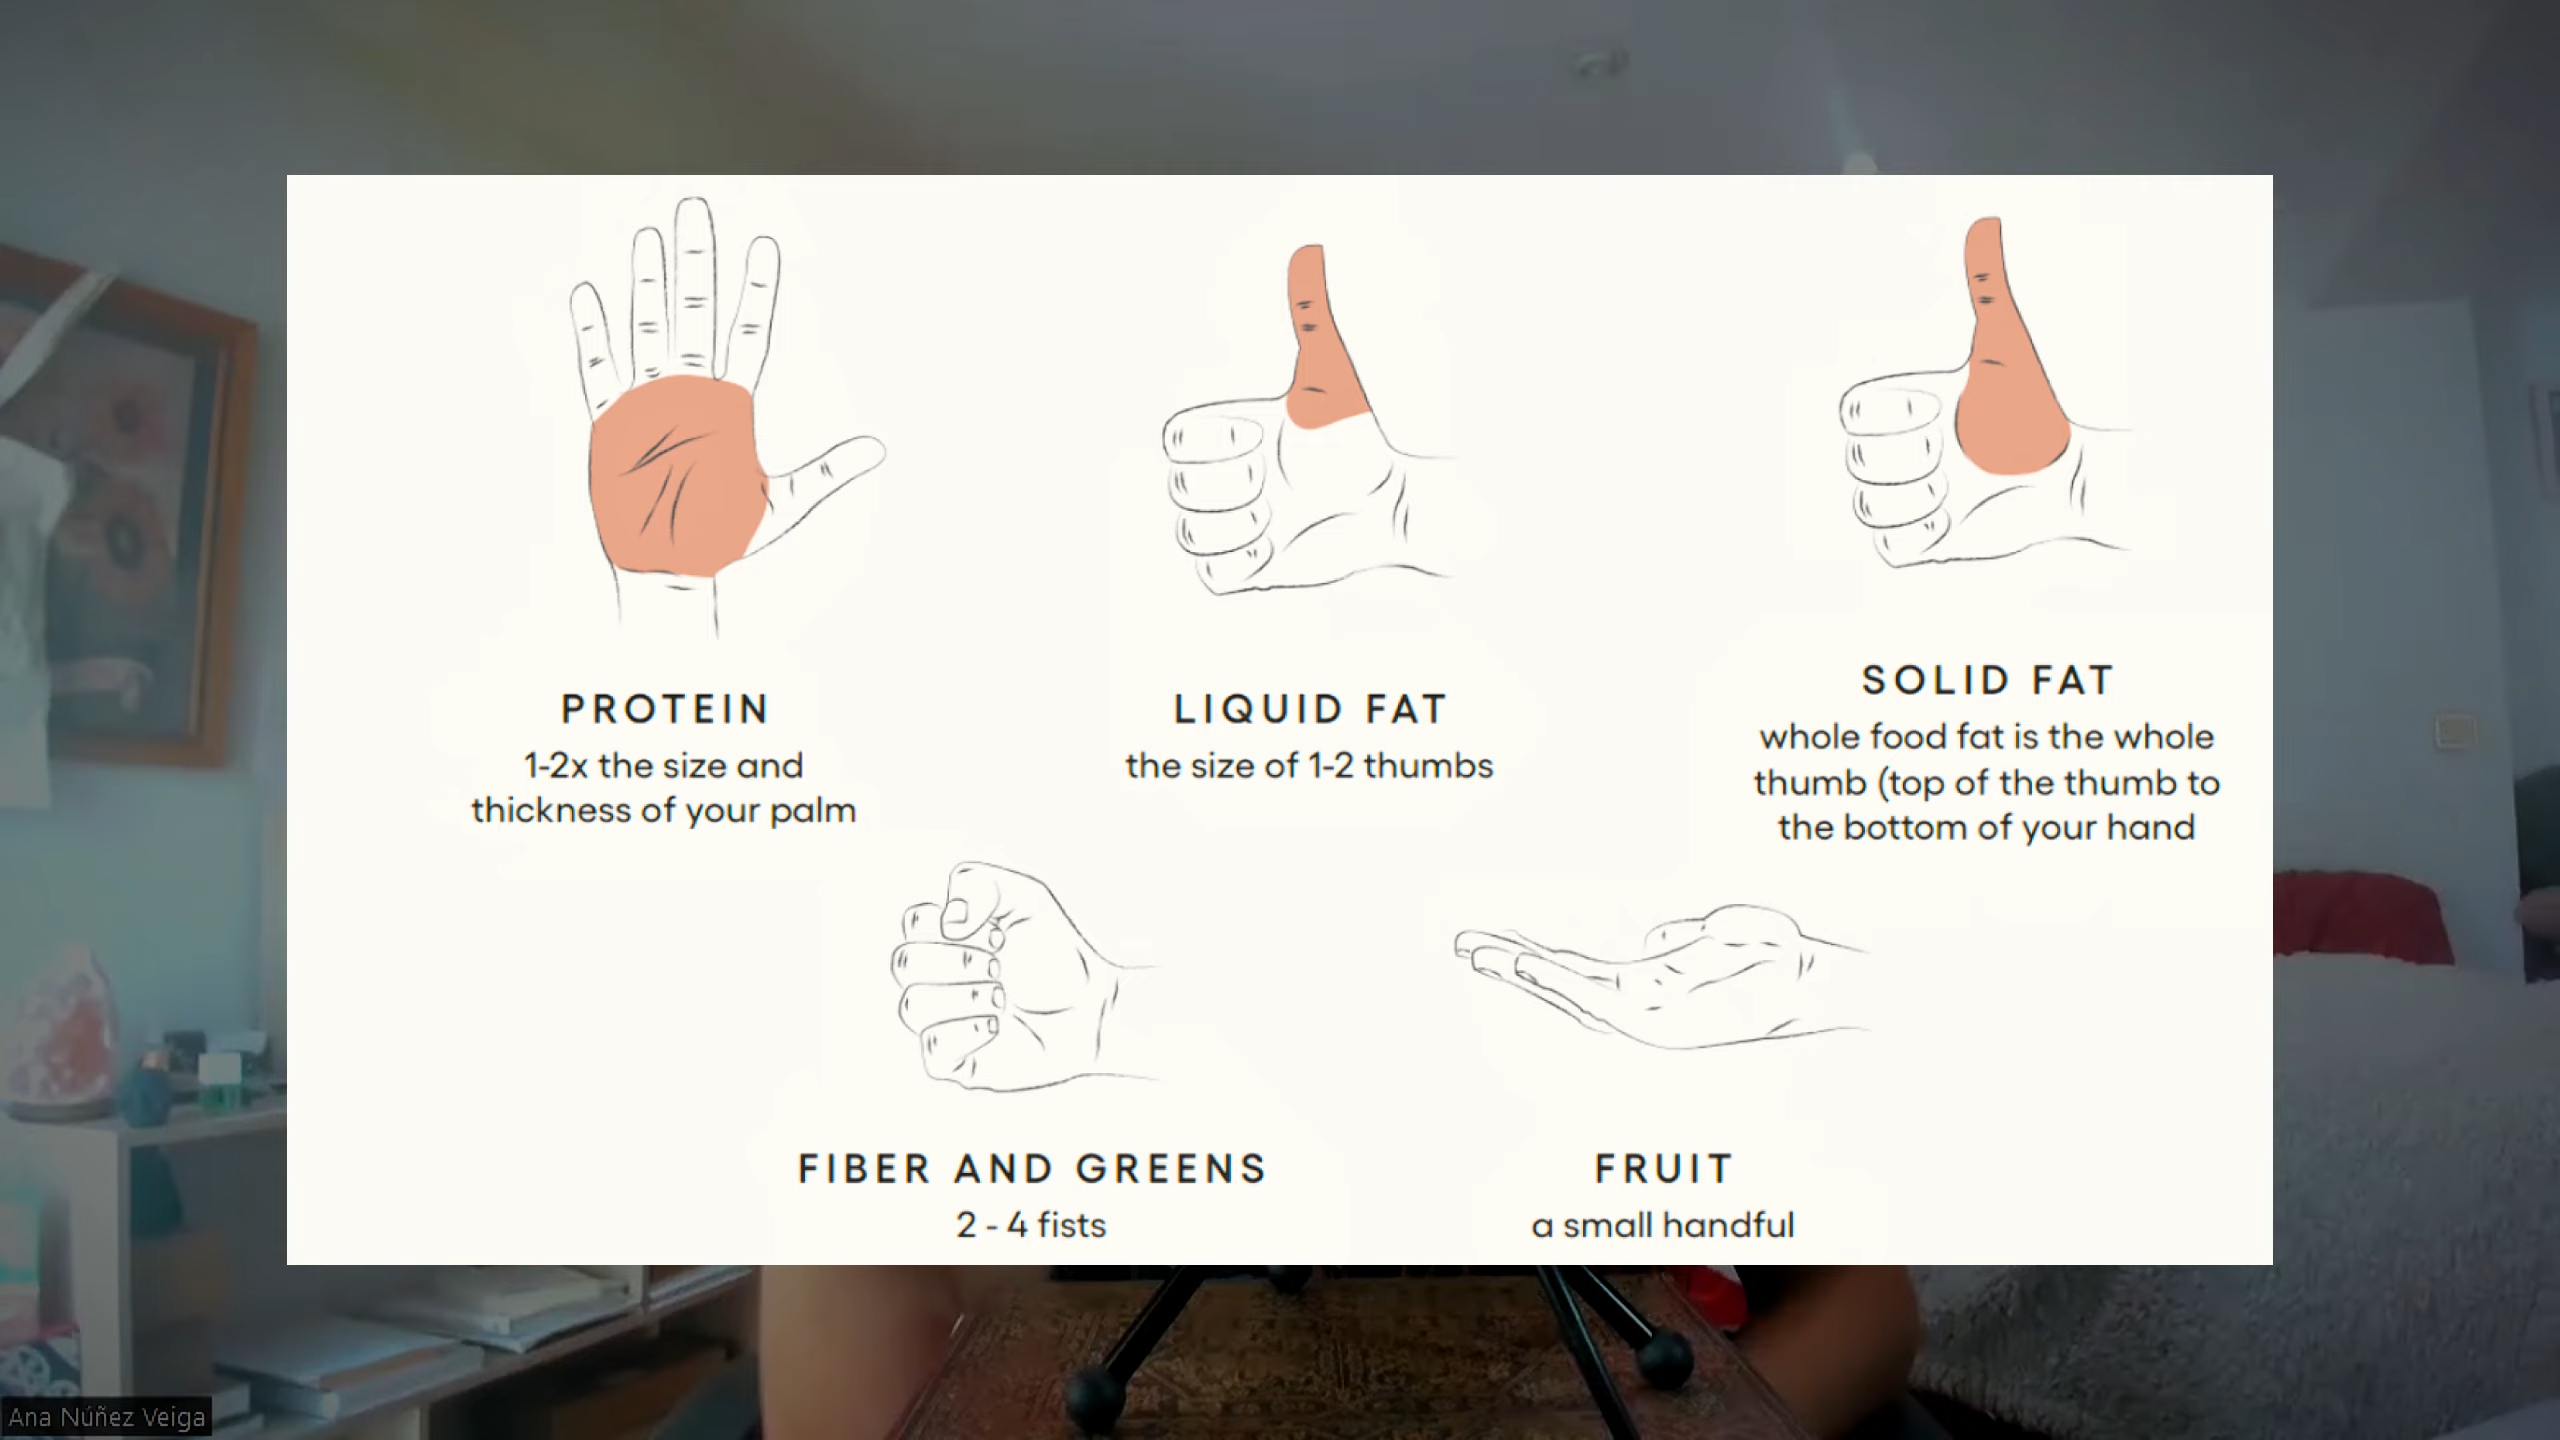 PROTEIN
1-2x the size and
thickness of your palm
LIQUID FAT
the size of 1-2 thumbs
SOLID FAT
whole food fat is the whole
thumb (top of the thumb to
the bottom of your hand
FIBER AND GREENS
2 - 4 fists
FRUIT
a small handful
Ana Núñez Veiga